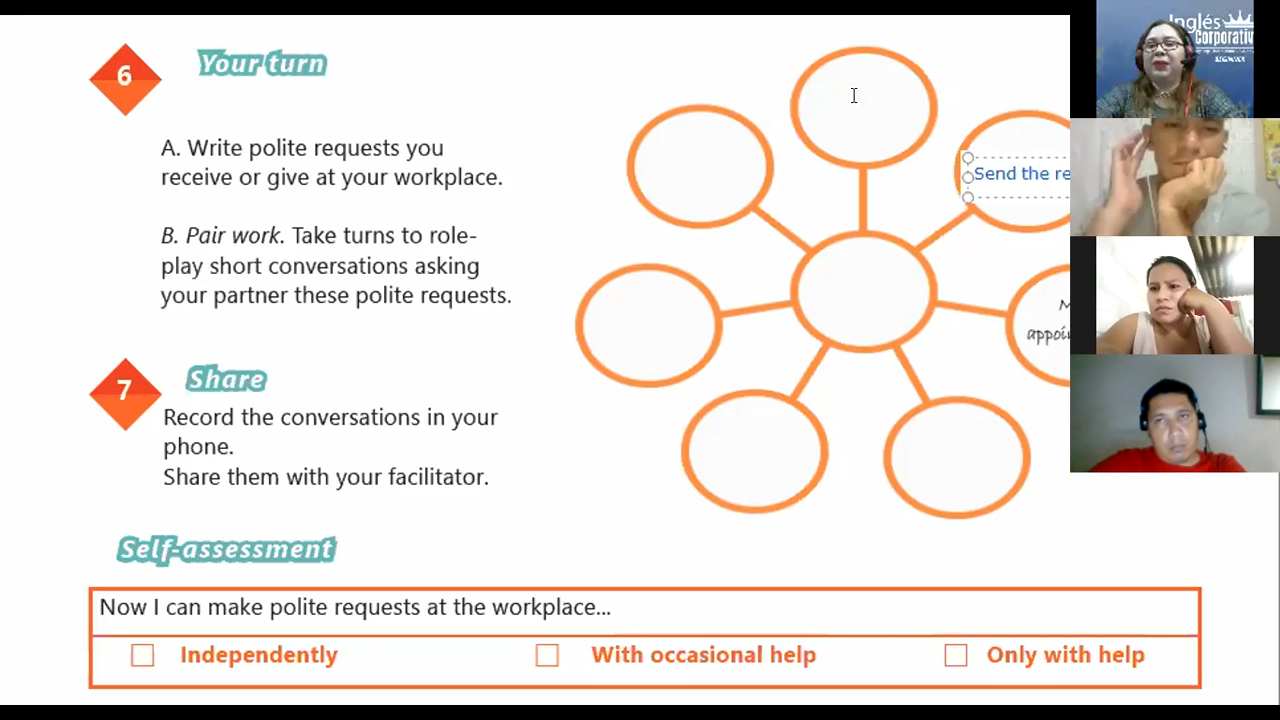 6
Your turn
A. Write polite requests you
receive or give at your workplace.
B. Pair work. Take turns to role-
play short conversations asking
your partner these polite requests.
7
Share
Record the conversations in your
phone.
Share them with your facilitator.
Send the re
appoi
Self-assessment
Now I can make polite requests at the workplace...
Independently
With occasional help
Only with help
Inglés
Corporativ